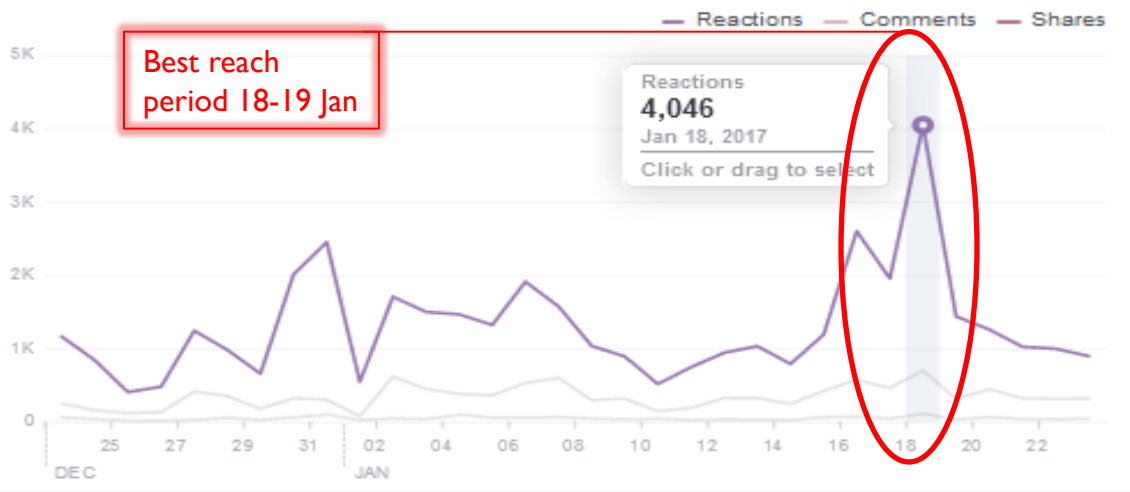 Reactions Comments Shares
Best reach
period 18-19 Jan
5K
4K
3K
2K
1K
0
Reactions
4,046
Jan 18, 2017
Click or drag to select
25 27 29 31 02 04 06 08 10 12 14 16 18 20 22
DEC JAN